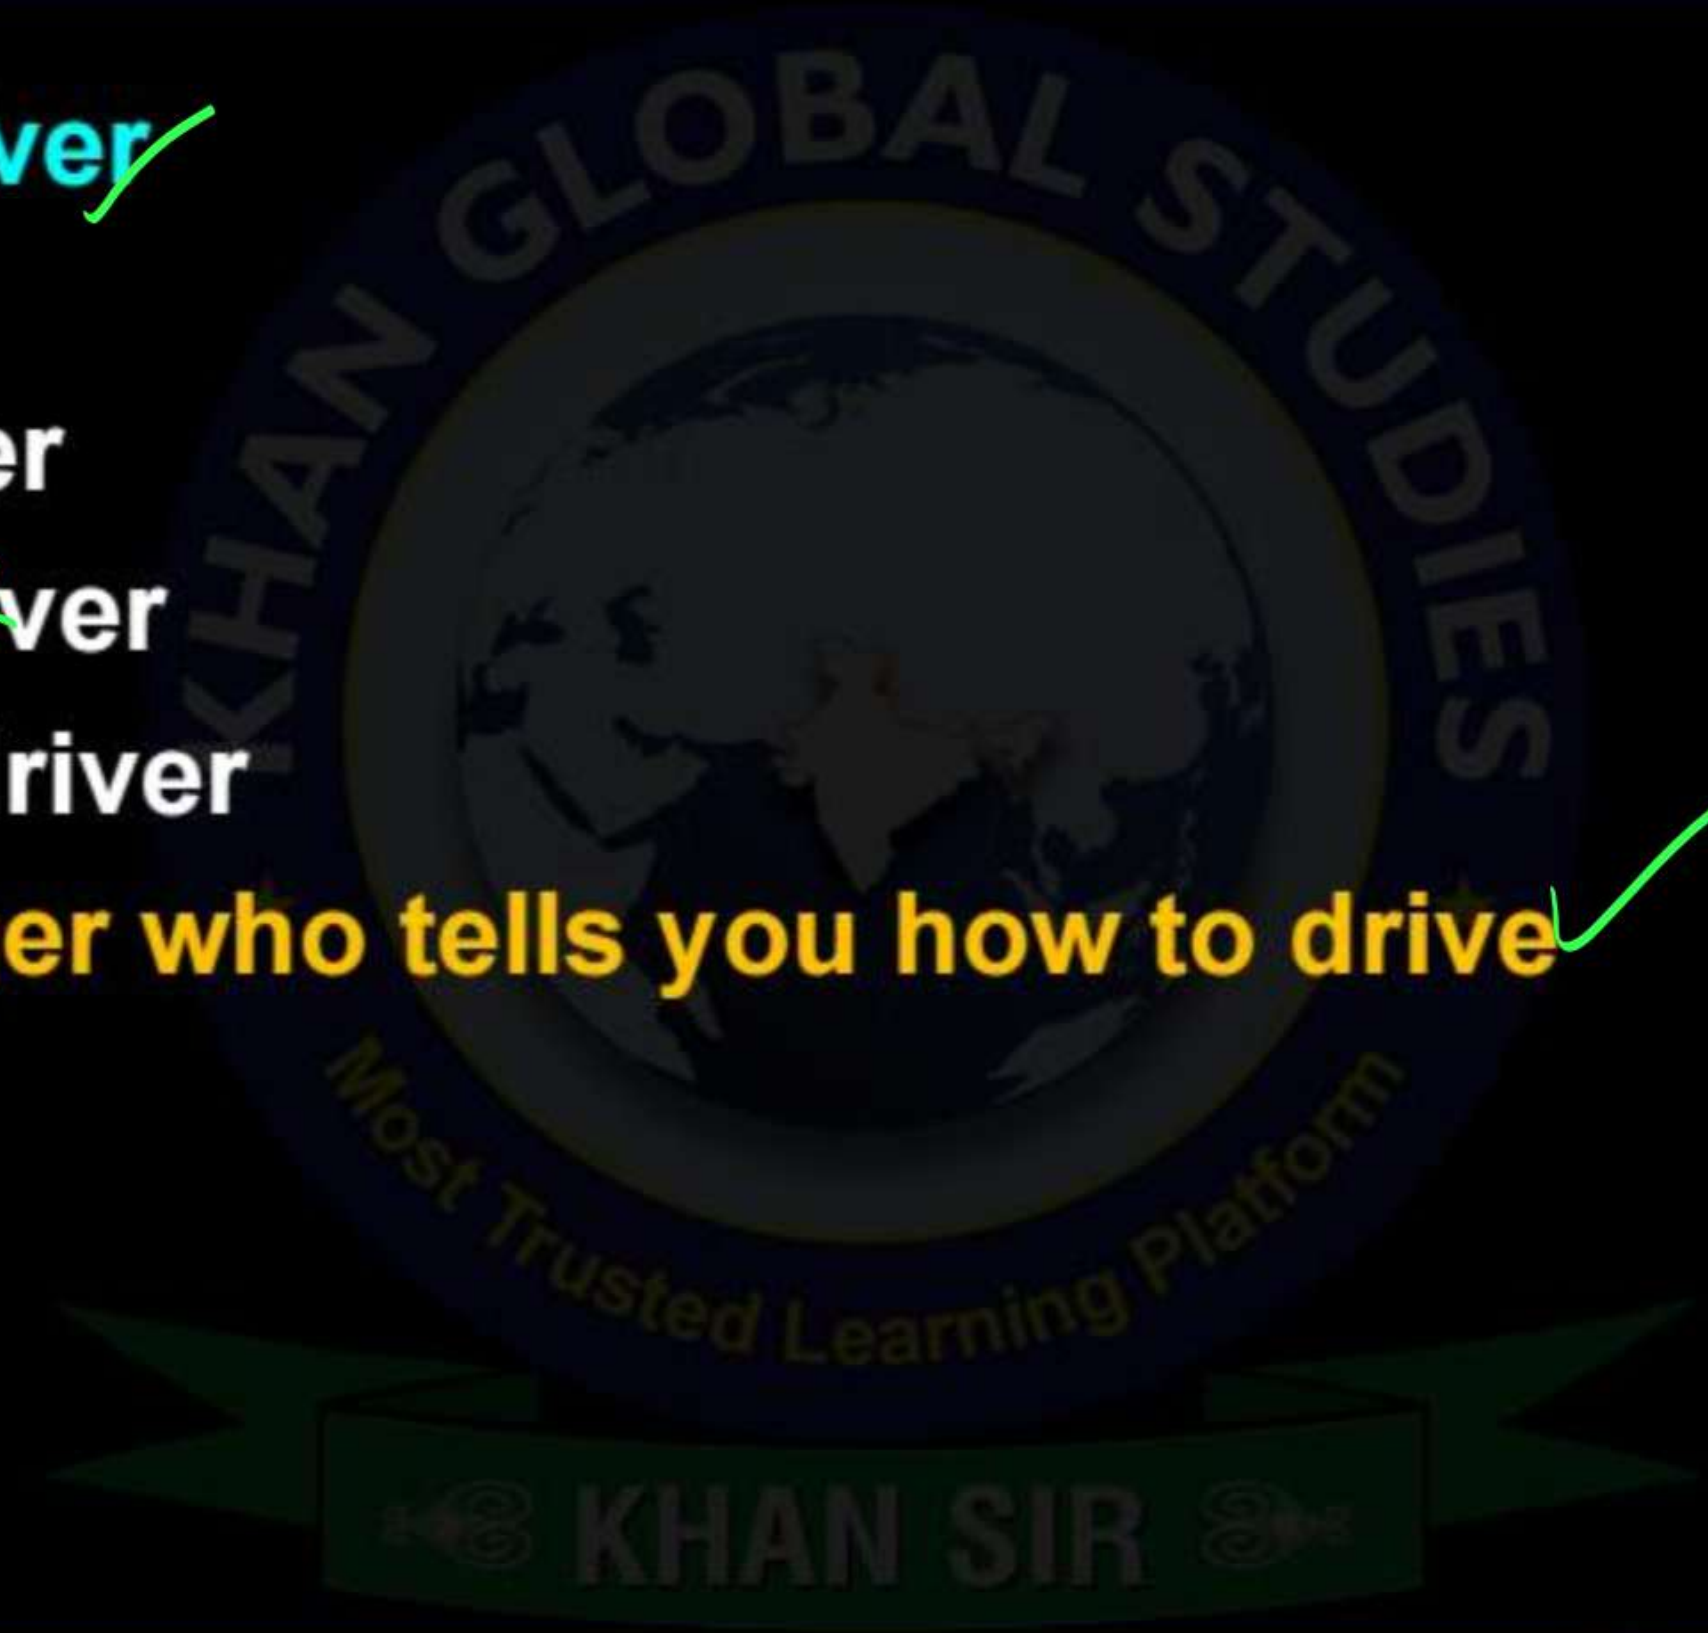 ver
er
ver
river
er who tells you how to drive
KHAN GLOBAL STUDIES
Most Trusted Learning Platform
KHAN SIR